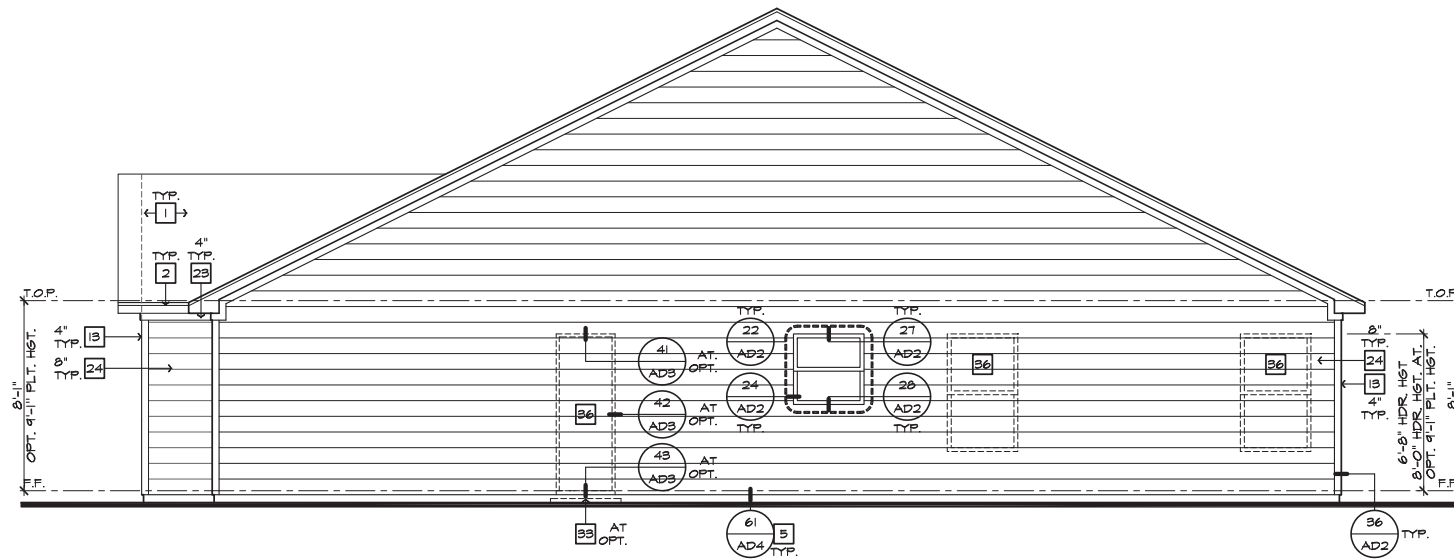 TYP.
1
TYP.
2
4"
TYP.
23
T.O.P.
T.O.P.
8'-1"
OPT. 9'-1" PLT. HGT.
4"
TYP.
13
8"
TYP.
24
F.F.
41
AD3
AT
OPT.
42
AD3
AT
OPT.
36
43
AD3
AT
OPT.
33
AT
OPT.
TYP.
22
AD2
TYP.
27
AD2
24
AD2
TYP.
28
AD2
TYP.
61
AD4
5
TYP.
36
36
8"
TYP.
24
13
4"
TYP.
6'-8" HDR HGT
8'-0" HDR. HGT. AT.
OPT. 9'-1" PLT. HGT.
8'-1"
F.F.
36
AD2
TYP.